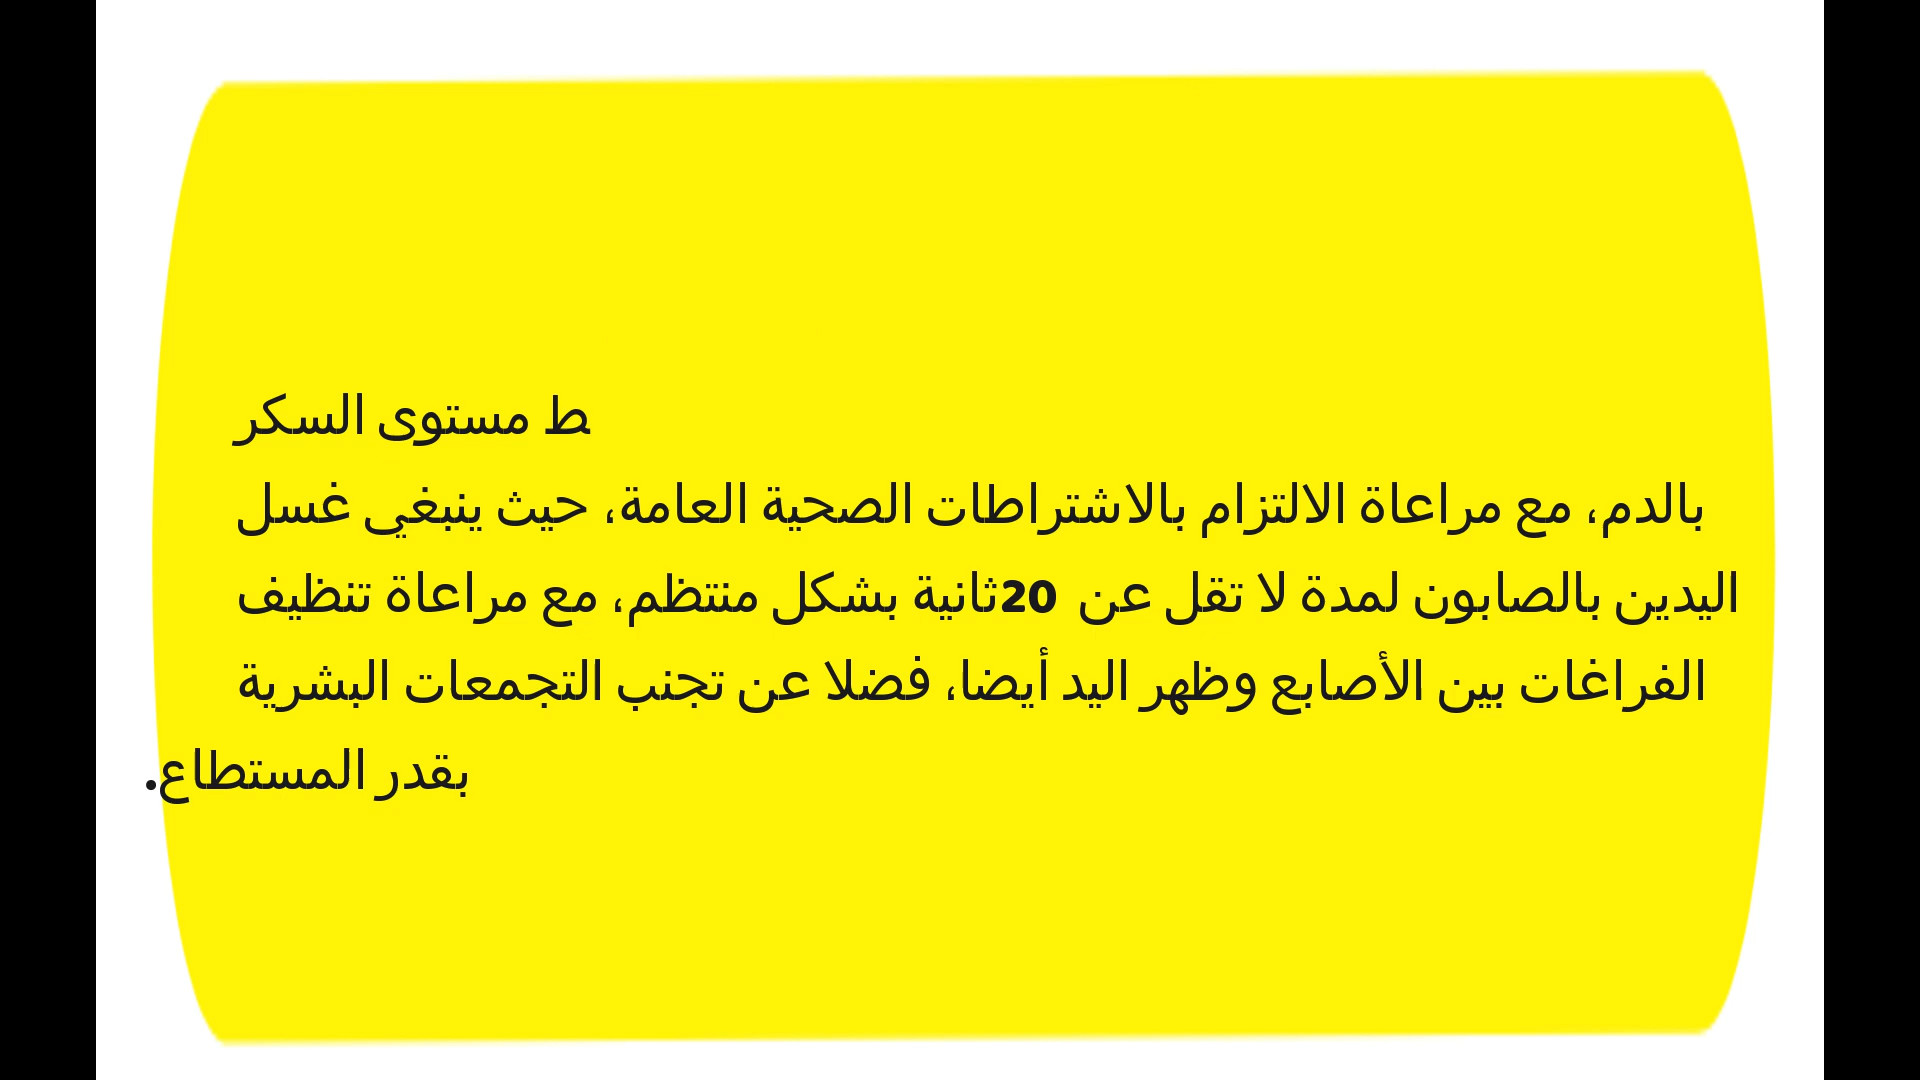 ط مستوى السكر
بالدم، مع مراعاة الالتزام بالاشتراطات الصحية العامة، حيث ينبغي غسل
اليدين بالصابون لمدة لا تقل عن 20ثانية بشكل منتظم، مع مراعاة تنظيف
الفراغات بين الأصابع وظهر اليد أيضا، فضلا عن تجنب التجمعات البشرية
بقدر المستطاع.